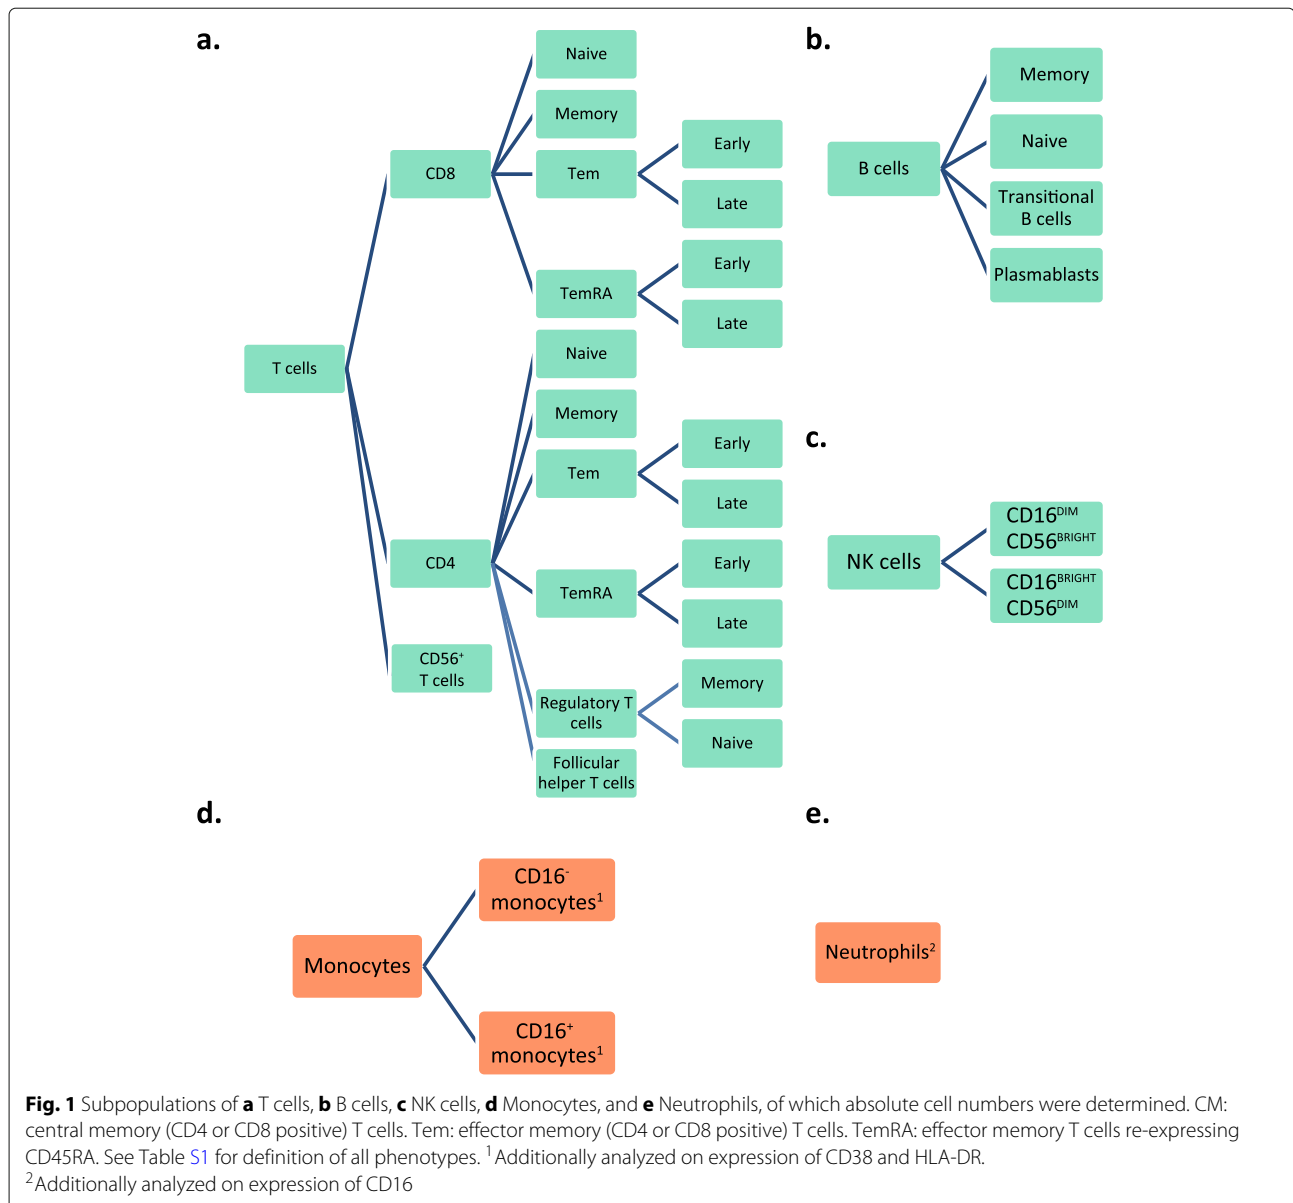 a.
Naive
Memory
CD8
Tem
Early
Late
TemRA
Early
Late
T cells
Naive
Memory
Tem
Early
Late
CD4
TemRA
Early
Late
CD56⁺
T cells
Regulatory T
cells
Memory
Naive
Follicular
helper T cells
b.
B cells
Memory
Naive
Transitional
B cells
Plasmablasts
c.
NK cells
CD16ᴰᴵᴹ
CD56ᴮᴿᴵᴳᴴᵀ
CD16ᴮᴿᴵᴳᴴᵀ
CD56ᴰᴵᴹ
d.
Monocytes
CD16⁻
monocytes¹
CD16⁺
monocytes¹
e.
Neutrophils²
Fig. 1 Subpopulations of a T cells, b B cells, c NK cells, d Monocytes, and e Neutrophils, of which absolute cell numbers were determined. CM:
central memory (CD4 or CD8 positive) T cells. Tem: effector memory (CD4 or CD8 positive) T cells. TemRA: effector memory T cells re-expressing
CD45RA. See Table S1 for definition of all phenotypes. ¹Additionally analyzed on expression of CD38 and HLA-DR.
²Additionally analyzed on expression of CD16